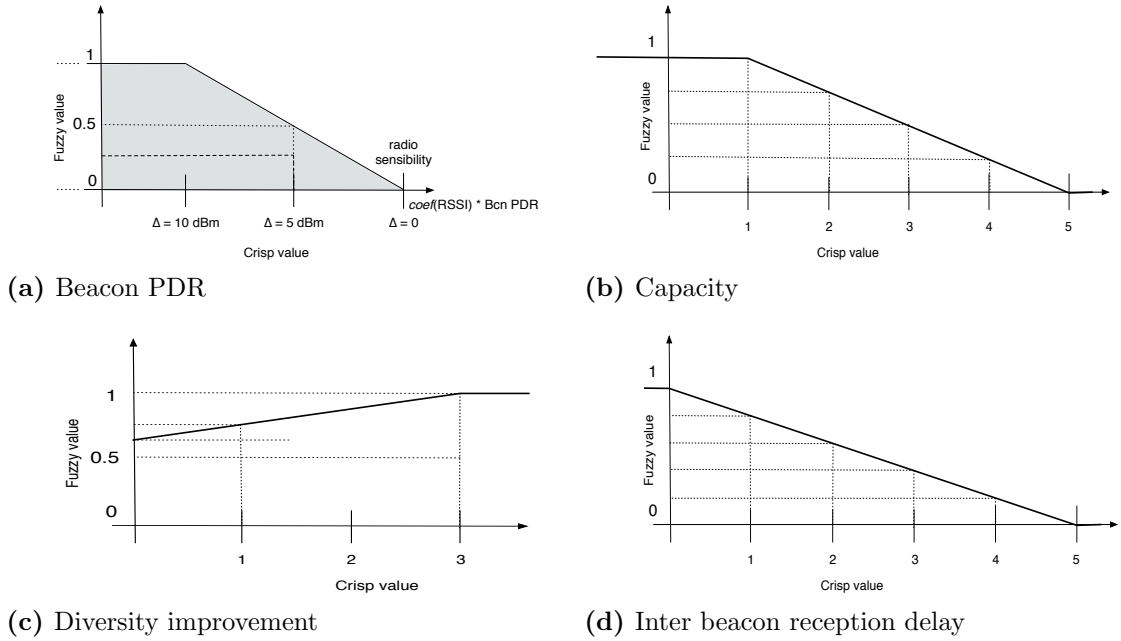 1
0.5
0
Fuzzy value
radio
sensibility
coef(RSSI) * Bcn PDR
Δ = 10 dBm
Δ = 5 dBm
Δ = 0
Crisp value
(a) Beacon PDR
1
0
Fuzzy value
1 2 3 4 5
Crisp value
(b) Capacity
1
0.5
0
Fuzzy value
1 2 3
Crisp value
(c) Diversity improvement
1
0
Fuzzy value
1 2 3 4 5
Crisp value
(d) Inter beacon reception delay